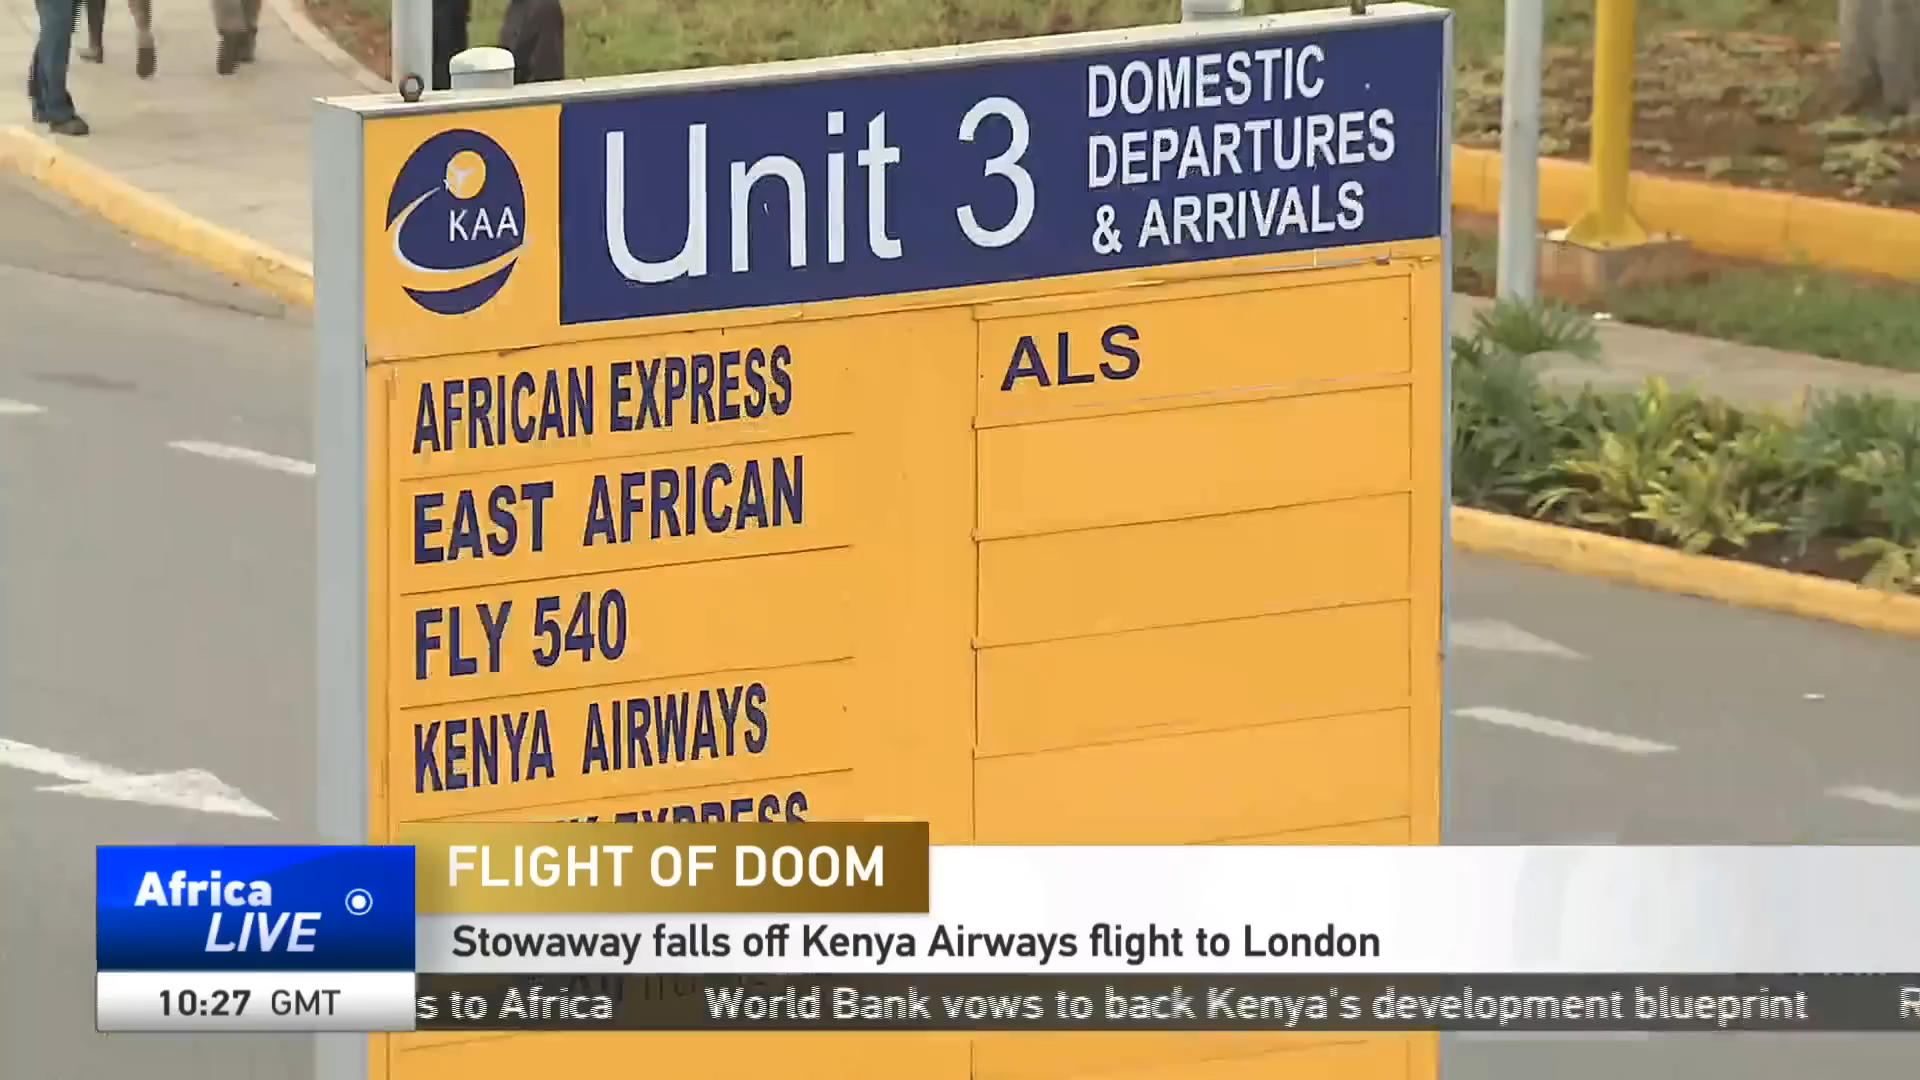 KAA
Unit 3
DOMESTIC
DEPARTURES
& ARRIVALS
AFRICAN EXPRESS
ALS
EAST AFRICAN
FLY 540
KENYA AIRWAYS
EXPRESS
FLIGHT OF DOOM
Africa
LIVE
Stowaway falls off Kenya Airways flight to London
10:27 GMT
s to Africa World Bank vows to back Kenya's development blueprint R